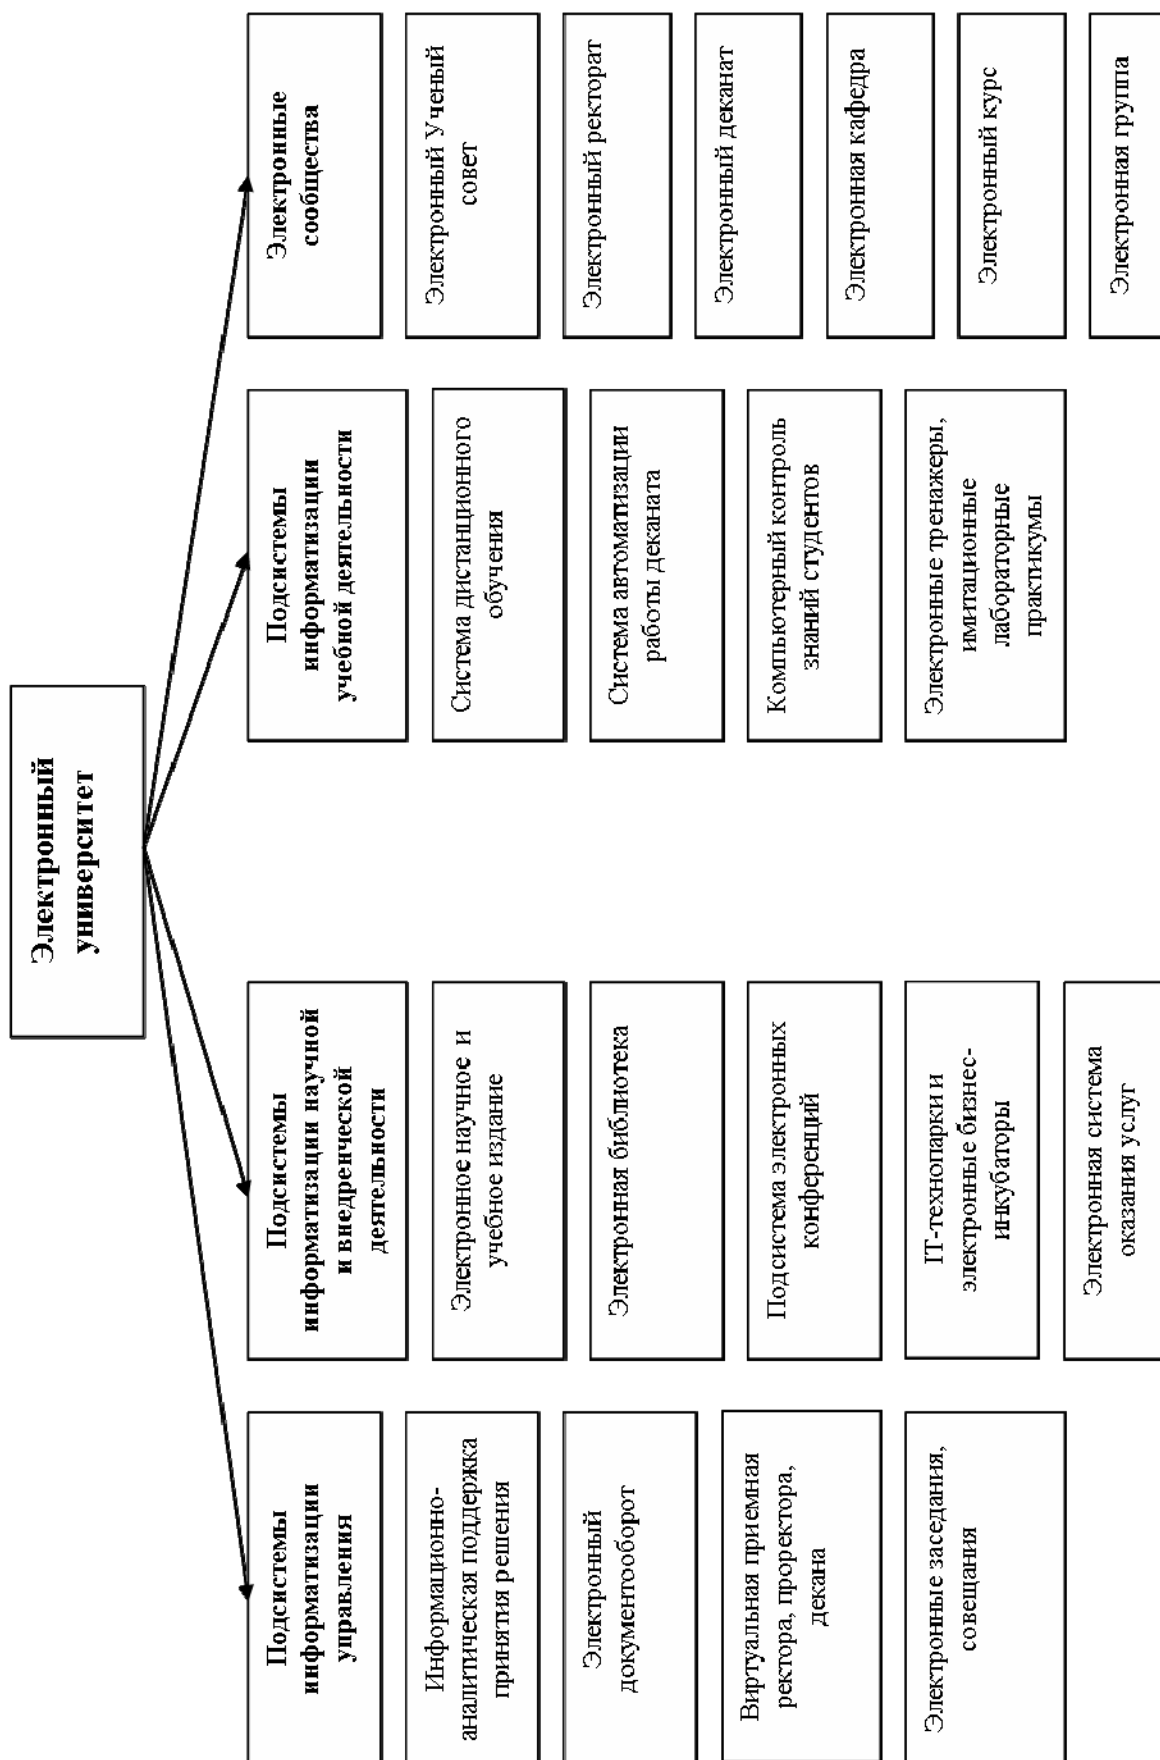 Электронный
университет
Подсистемы
информатизации
управления
Информационно-
аналитическая поддержка
принятия решения
Электронный
документооборот
Виртуальная приемная
ректора, проректора,
декана
Электронные заседания,
совещания
Подсистемы
информатизации научной
и внедренческой
деятельности
Электронное научное и
учебное издание
Электронная библиотека
Подсистема электронных
конференций
IT-технопарки и
электронные бизнес-
инкубаторы
Электронная система
оказания услуг
Подсистемы
информатизации
учебной деятельности
Система дистанционного
обучения
Система автоматизации
работы деканата
Компьютерный контроль
знаний студентов
Электронные тренажеры,
имитационные
лабораторные
практикумы
Электронные
сообщества
Электронный Ученый
совет
Электронный ректорат
Электронный деканат
Электронная кафедра
Электронный курс
Электронная группа